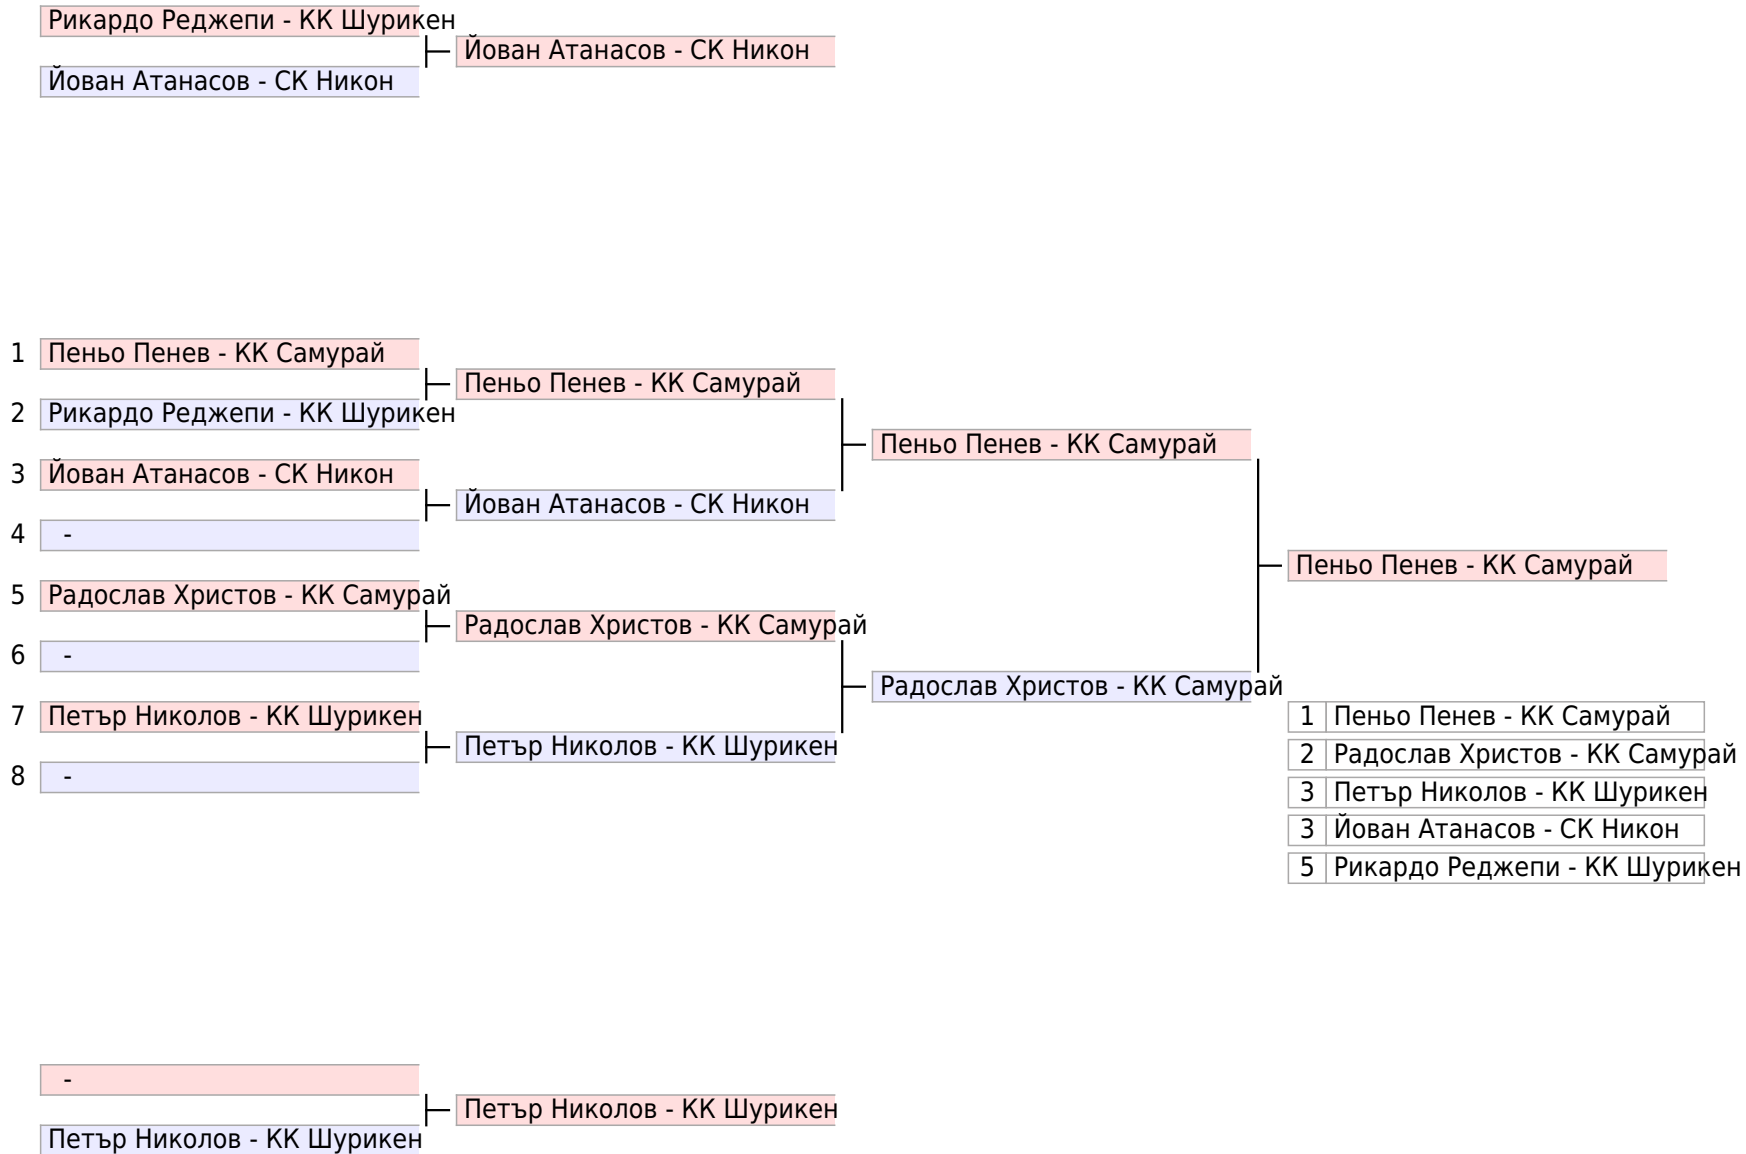 Рикардо Реджепи - КК Шурикен
Йован Атанасов - СК Никон
Йован Атанасов - СК Никон
1 Пеньо Пенев - КК Самурай
Пеньо Пенев - КК Самурай
2 Рикардо Реджепи - КК Шурикен
Пеньо Пенев - КК Самурай
3 Йован Атанасов - СК Никон
Йован Атанасов - СК Никон
4 -
Пеньо Пенев - КК Самурай
5 Радослав Христов - КК Самурай
Радослав Христов - КК Самурай
6 -
Радослав Христов - КК Самурай
7 Петър Николов - КК Шурикен
Петър Николов - КК Шурикен
8 -
1 Пеньо Пенев - КК Самурай
2 Радослав Христов - КК Самурай
3 Петър Николов - КК Шурикен
3 Йован Атанасов - СК Никон
5 Рикардо Реджепи - КК Шурикен
-
Петър Николов - КК Шурикен
Петър Николов - КК Шурикен